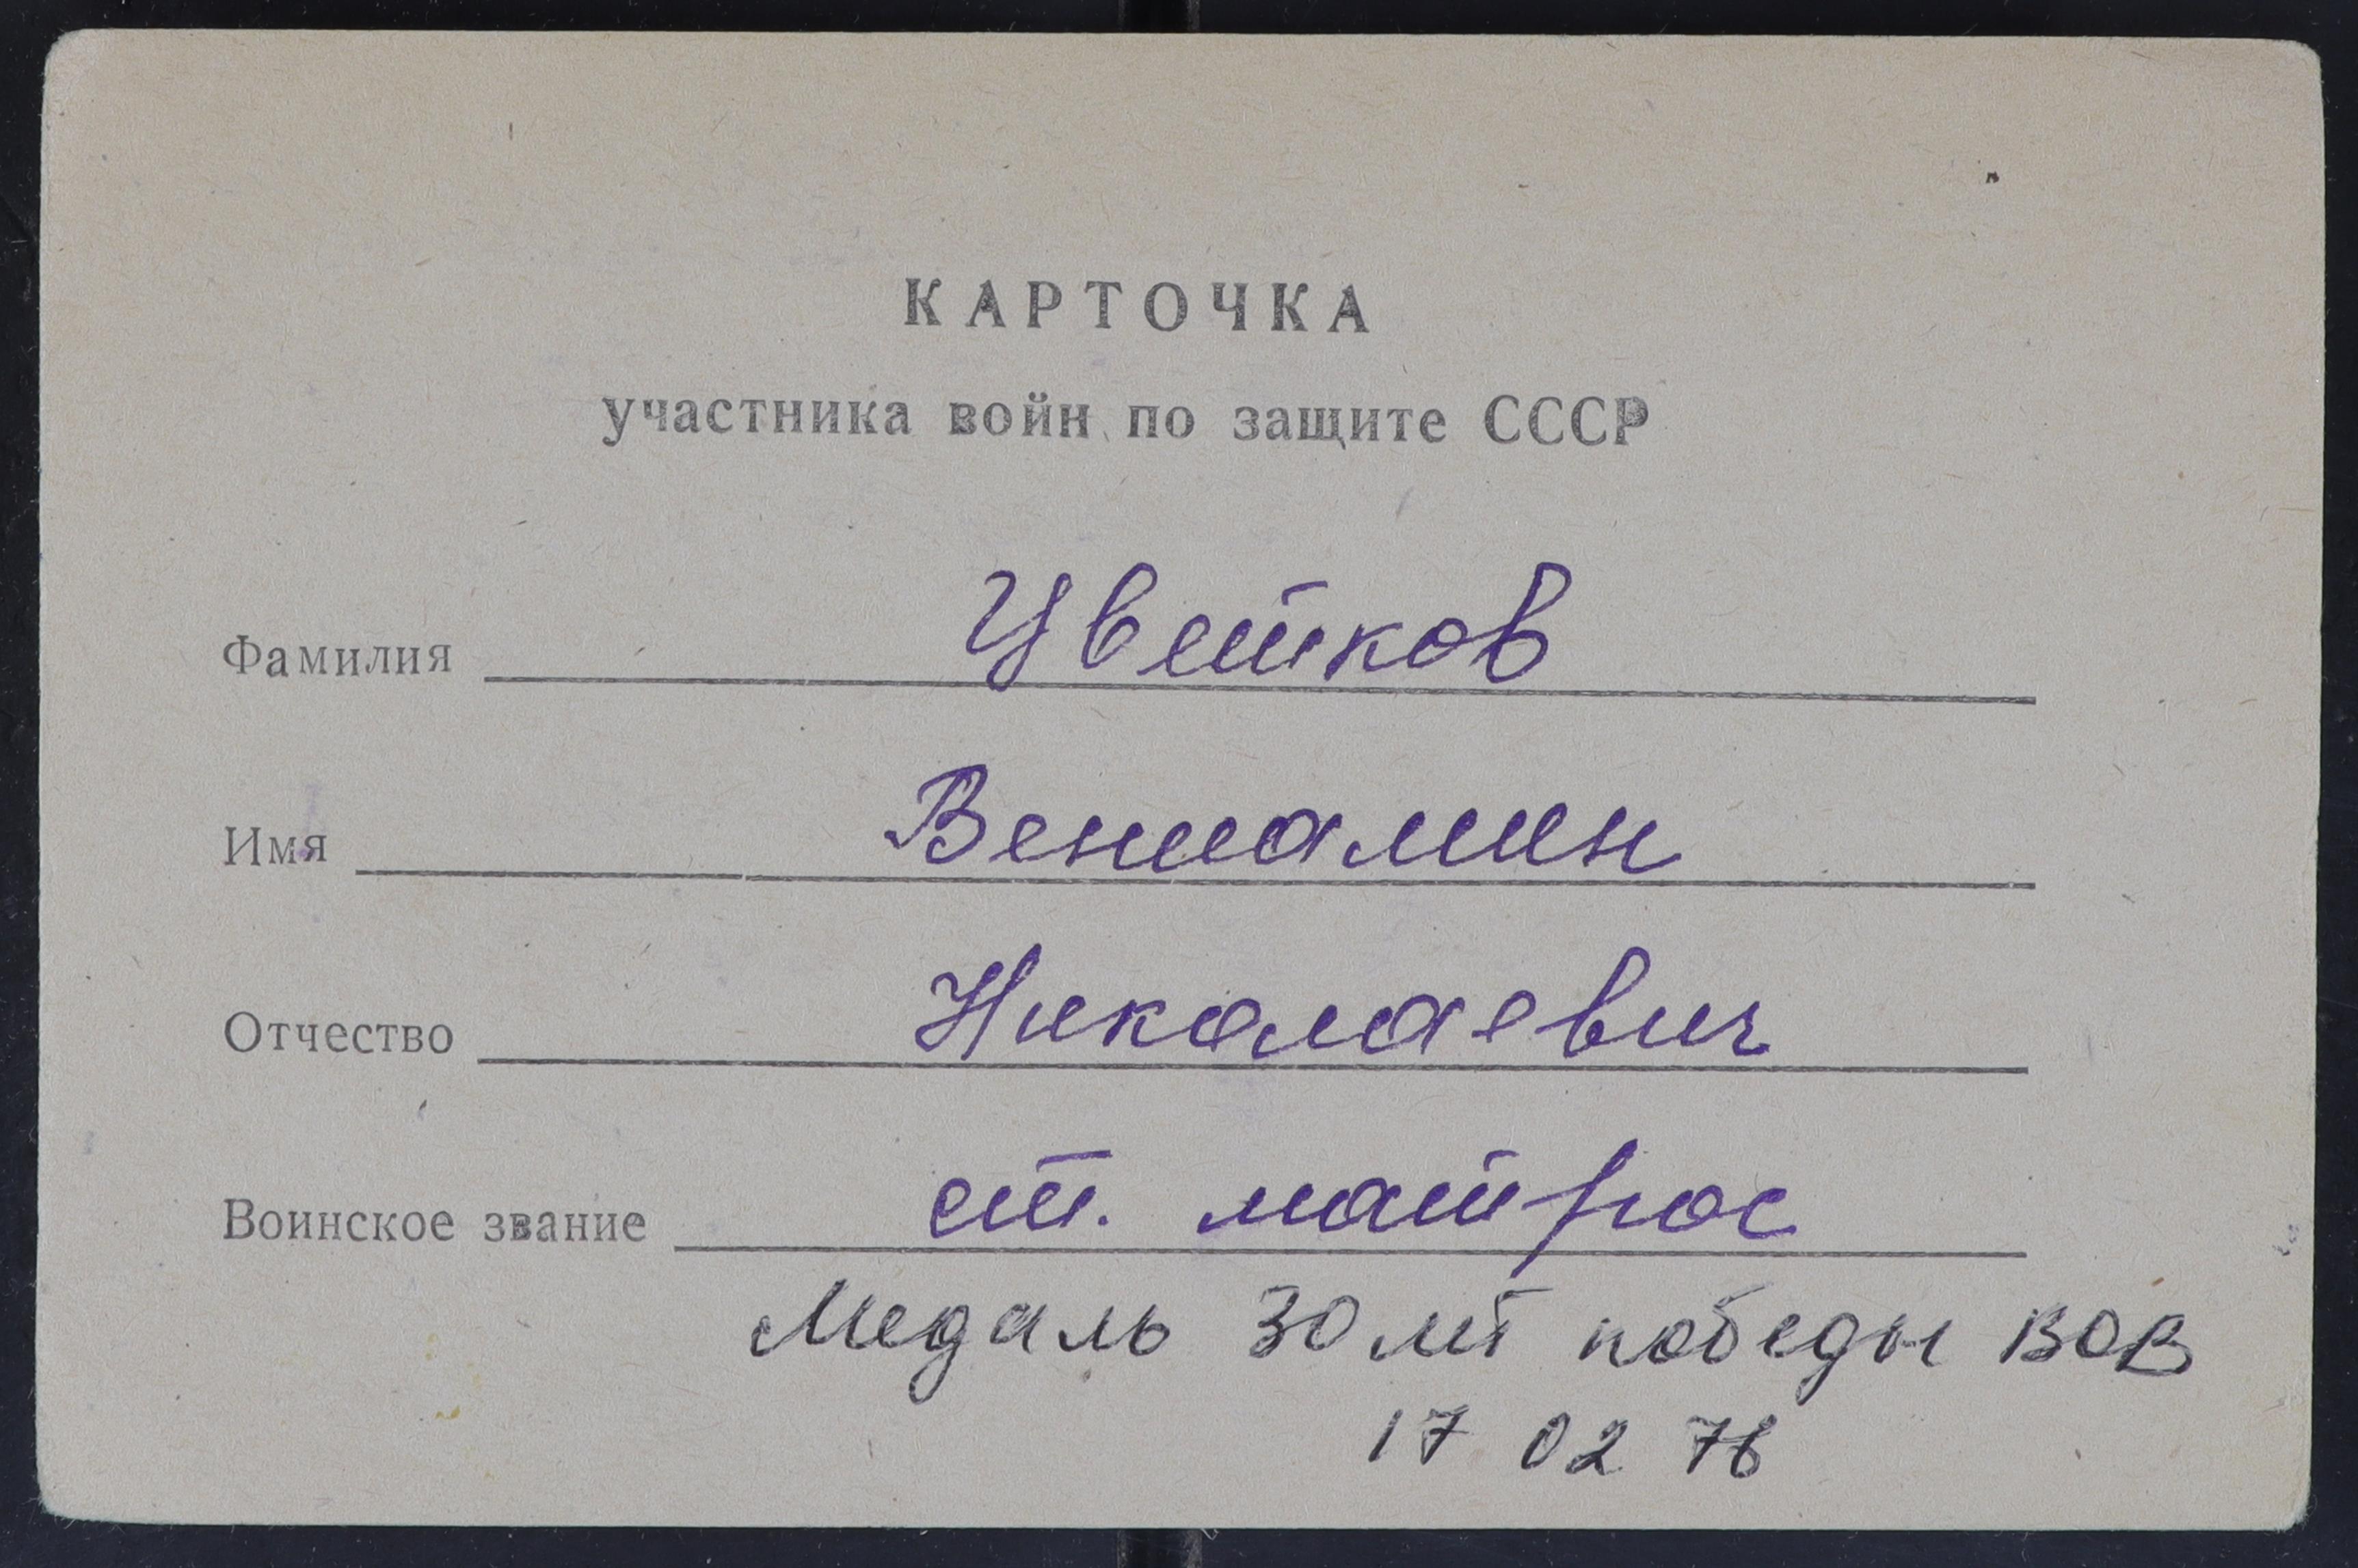 КАРТОЧКА
участника войн по защите СССР
Фамилия Цветков
Имя Вениамин
Отчество Николаевич
Воинское звание ст. матрос
Медаль 30 лет победы ВОВ
17 02 76